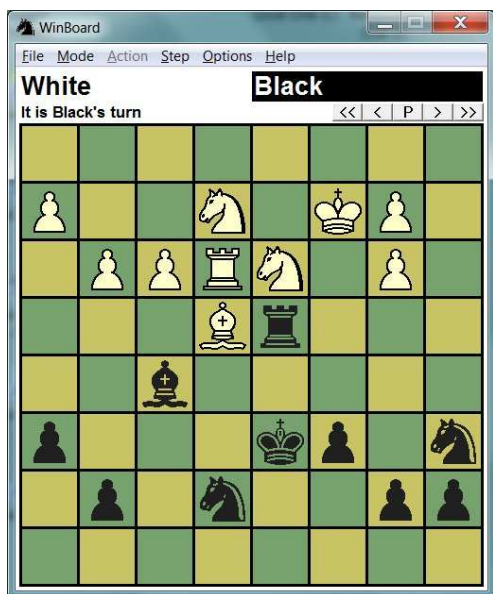 WinBoard
File Mode Action Step Options Help
White Black
It is Black's turn << < P > >>